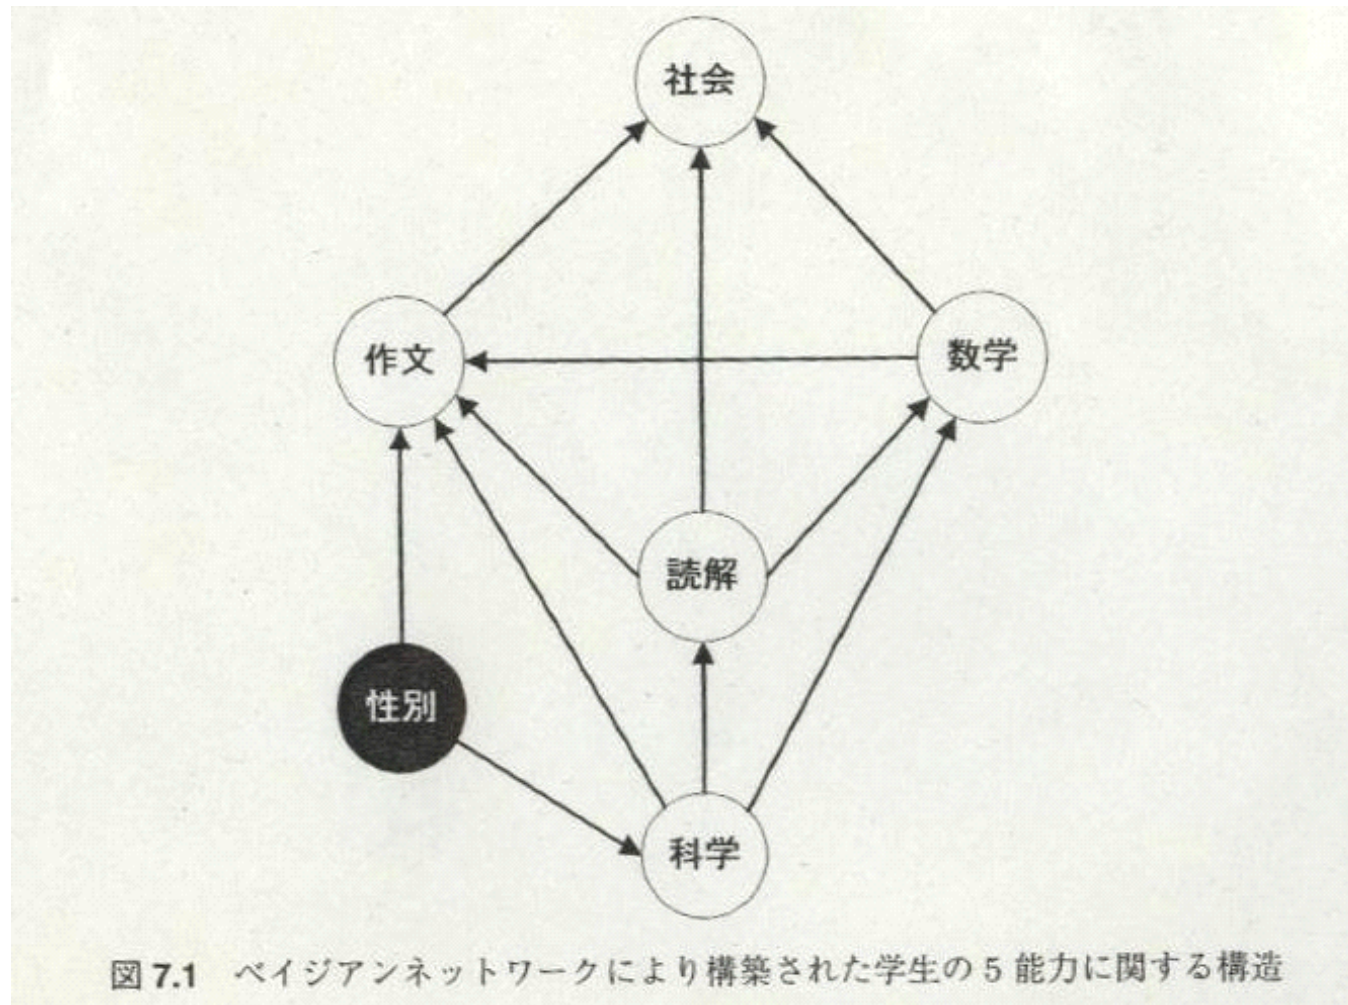 社会
作文
数学
読解
性別
科学
図7.1 ベイジアンネットワークにより構築された学生の5能力に関する構造